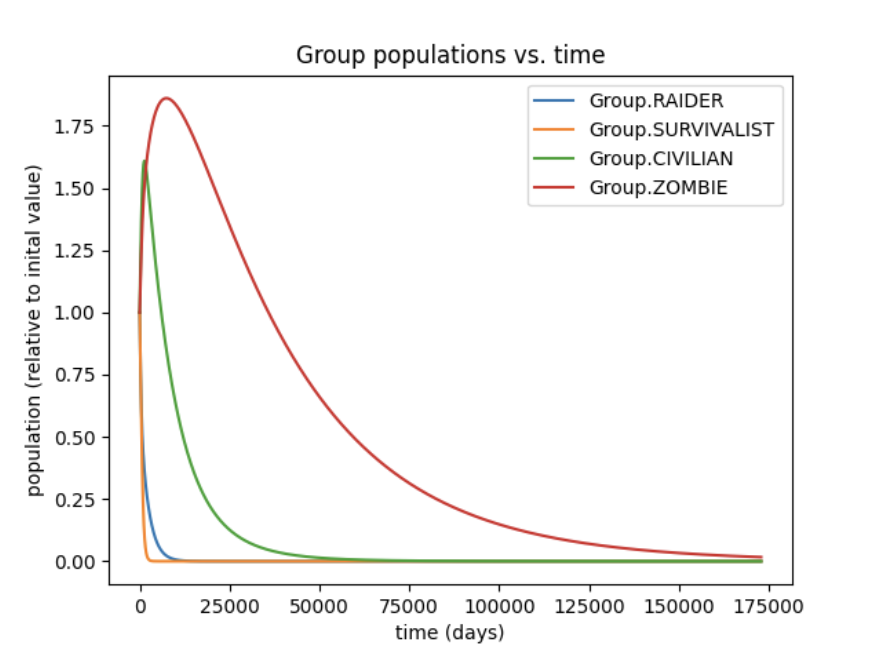 Group populations vs. time
Group.RAIDER
Group.SURVIVALIST
Group.CIVILIAN
Group.ZOMBIE
population (relative to inital value)
1.75
1.50
1.25
1.00
0.75
0.50
0.25
0.00
0 25000 50000 75000 100000 125000 150000 175000
time (days)